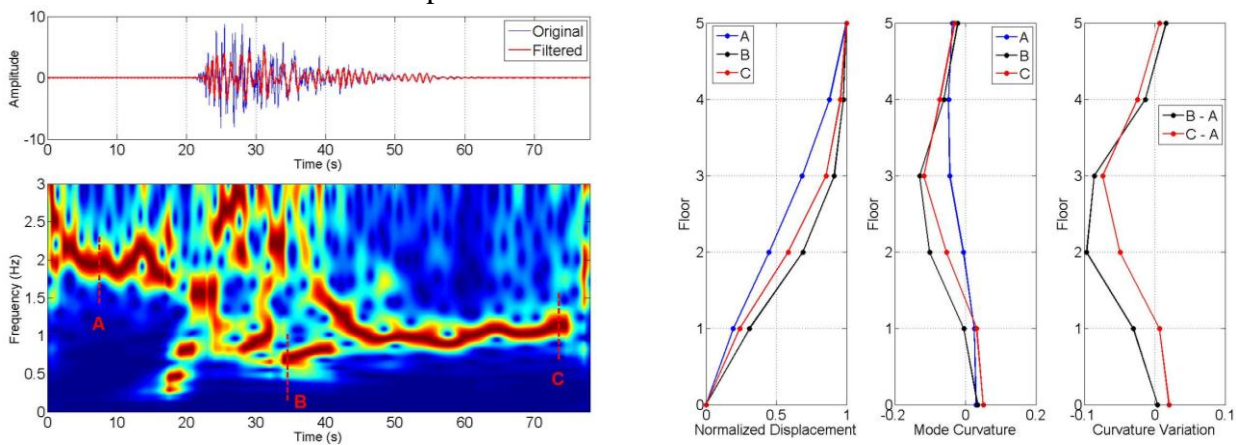 10
0
-10
Amplitude
Original
Filtered
0 10 20 30 40 50 60 70
Time (s)
3
2.5
2
1.5
1
0.5
0
Frequency (Hz)
A
B
C
0 10 20 30 40 50 60 70
Time (s)
5
4
3
2
1
0
Floor
A
B
C
0 1
Normalized Displacement
5
4
3
2
1
0
Floor
A
B
C
-0.2 0 0.2
Mode Curvature
5
4
3
2
1
0
Floor
B - A
C - A
-0.1 0 0.1
Curvature Variation